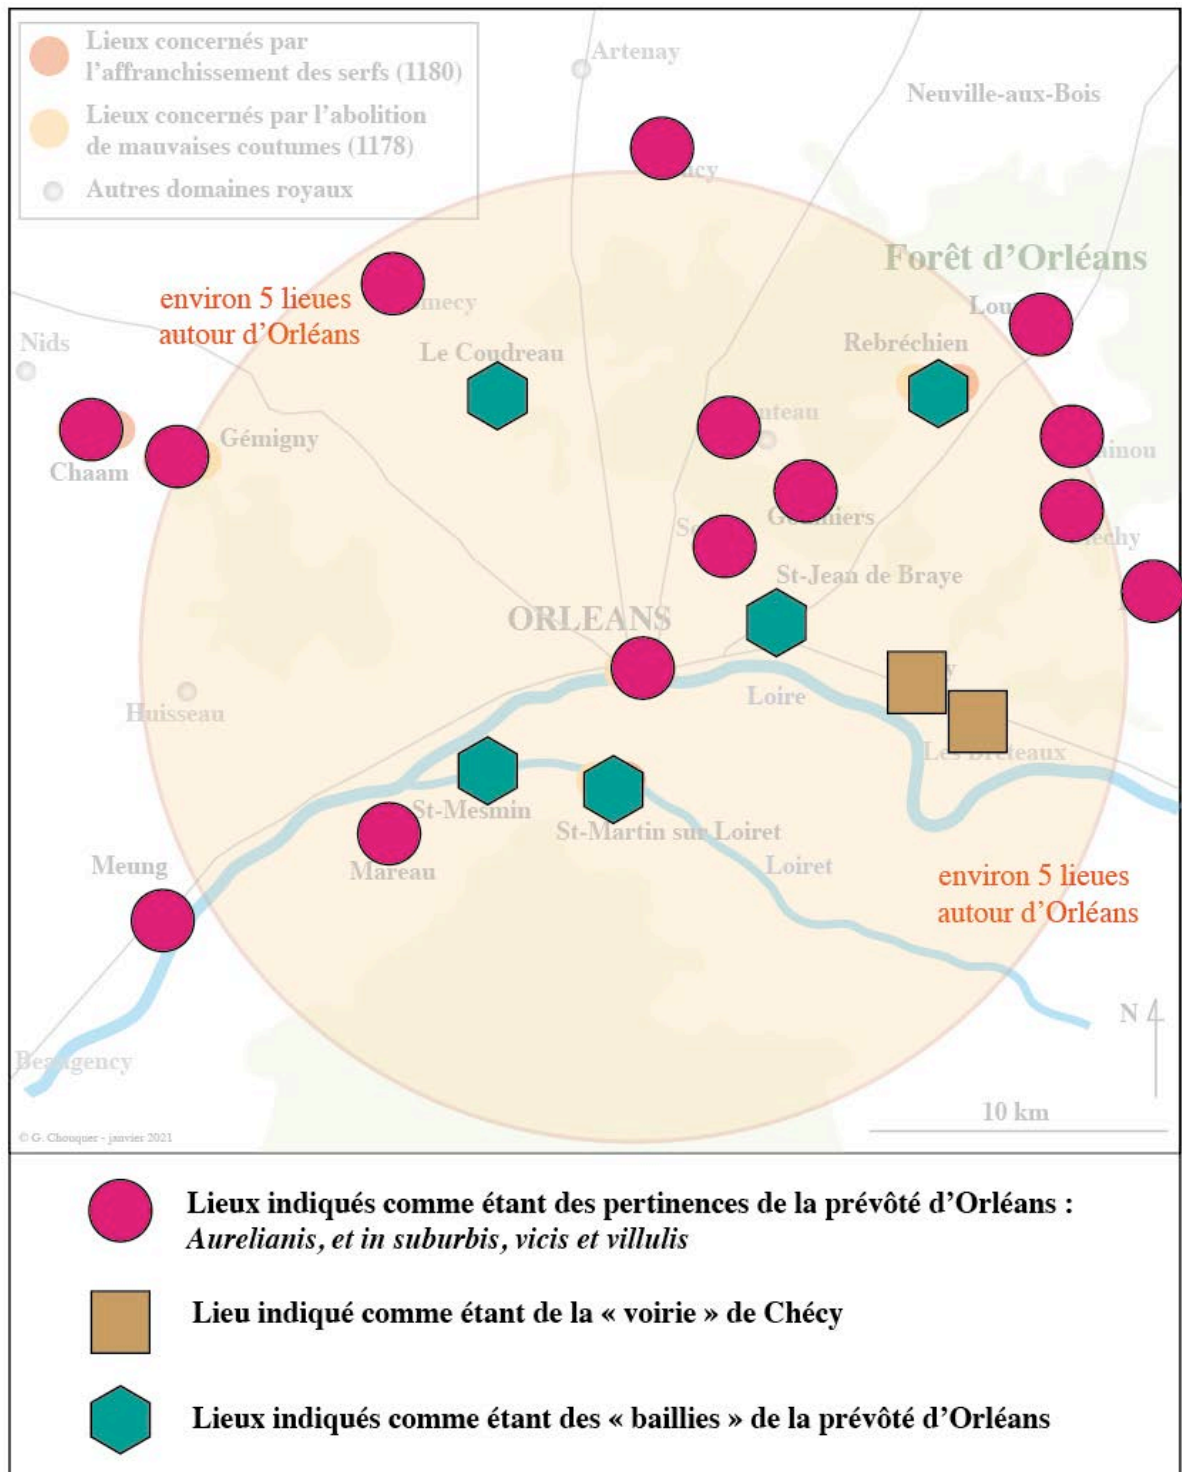 Lieux concernés par
l'affranchissement des serfs (1180)
Lieux concernés par l'abolition
de mauvaises coutumes (1178)
Autres domaines royaux
Artenay
Neuville-aux-Bois
Forêt d'Orléans
environ 5 lieues
autour d'Orléans
Nids
Le Coudreau
Rebréchien
Gémigny
Chaam
St-Jean de Braye
ORLEANS
Huisseau
Loire
St-Mesmin
St-Martin sur Loiret
Mareau
Meung
Loiret
environ 5 lieues
autour d'Orléans
Beaugency
N
10 km
© G. Chouquer - janvier 2021
Lieux indiqués comme étant des pertinences de la prévôté d'Orléans :
Aurelianis, et in suburbis, vicis et villulis
Lieu indiqué comme étant de la « voirie » de Chécy
Lieux indiqués comme étant des « baillies » de la prévôté d'Orléans